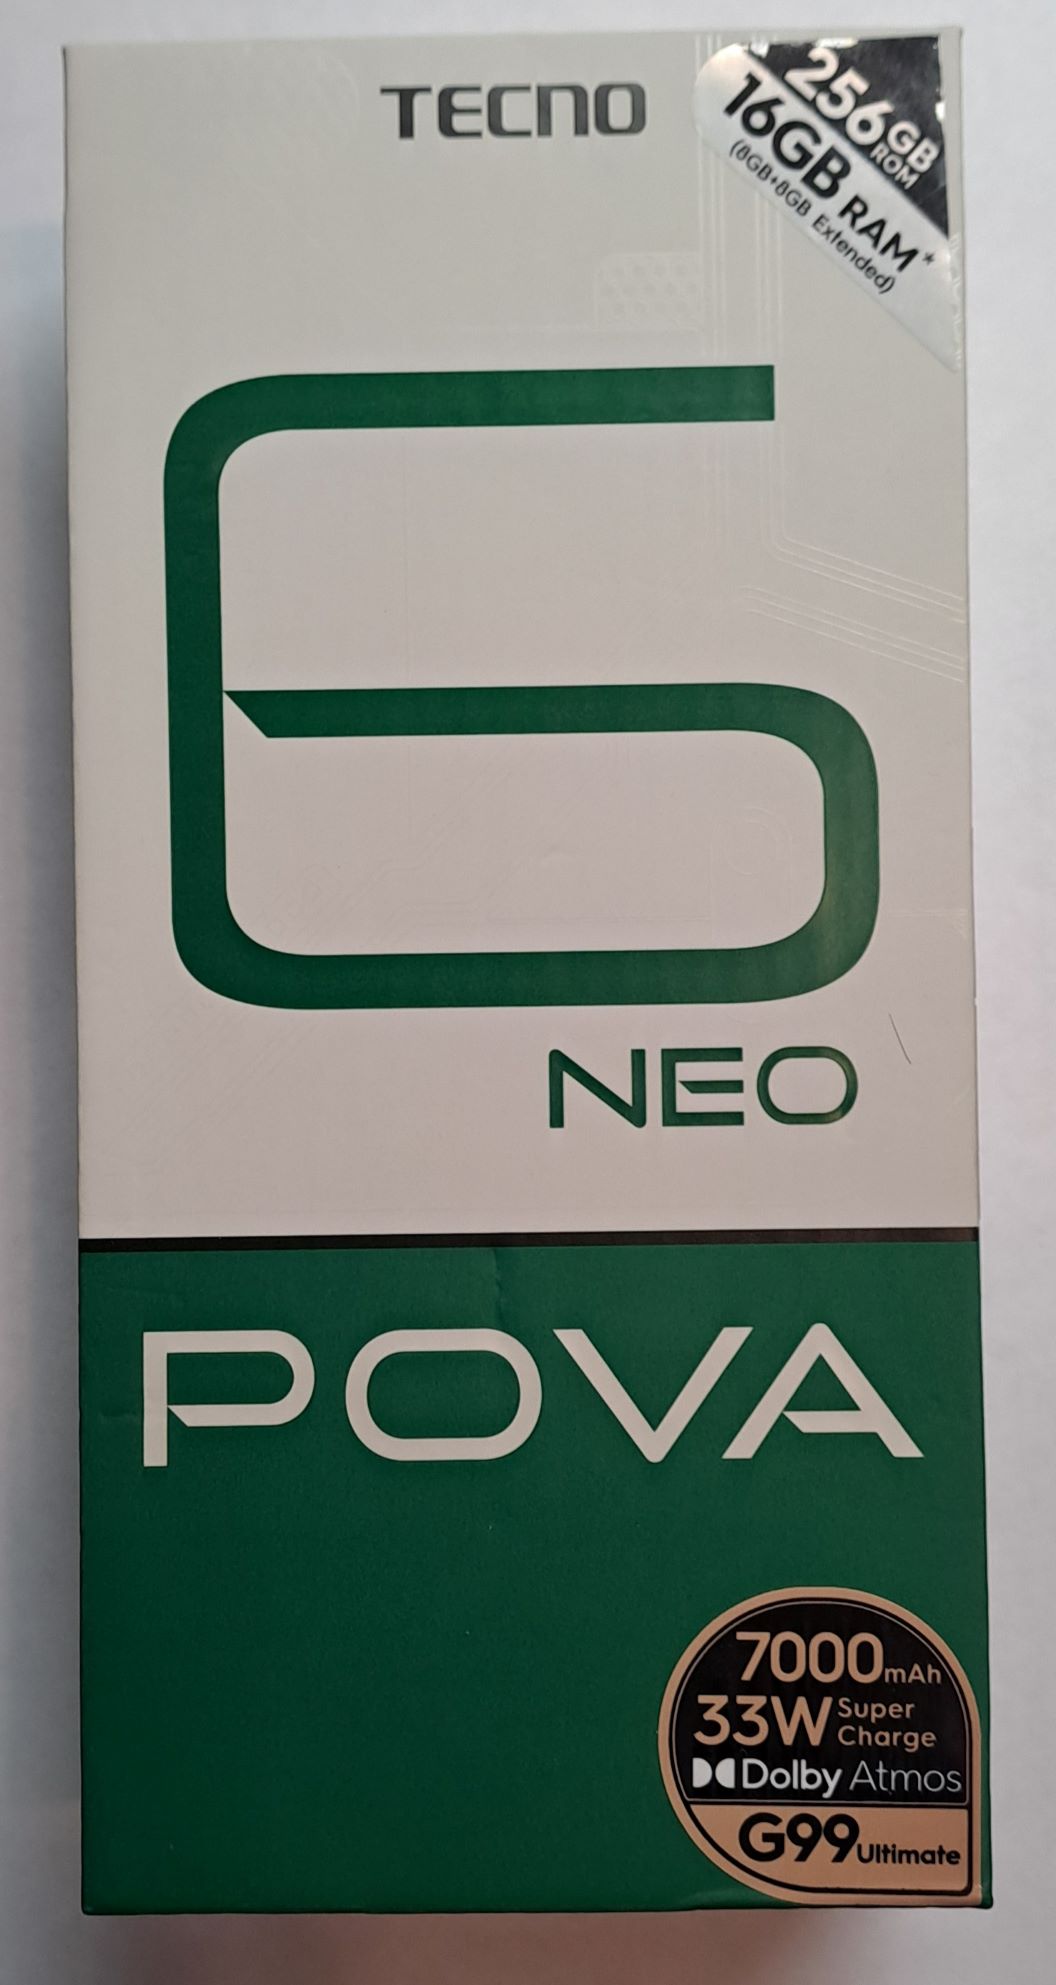 TECNO
256GB ROM
16GB RAM*
(8GB+8GB Extended)
6
NEO
POVA
7000mAh
33W Super Charge
Dolby Atmos
G99 Ultimate